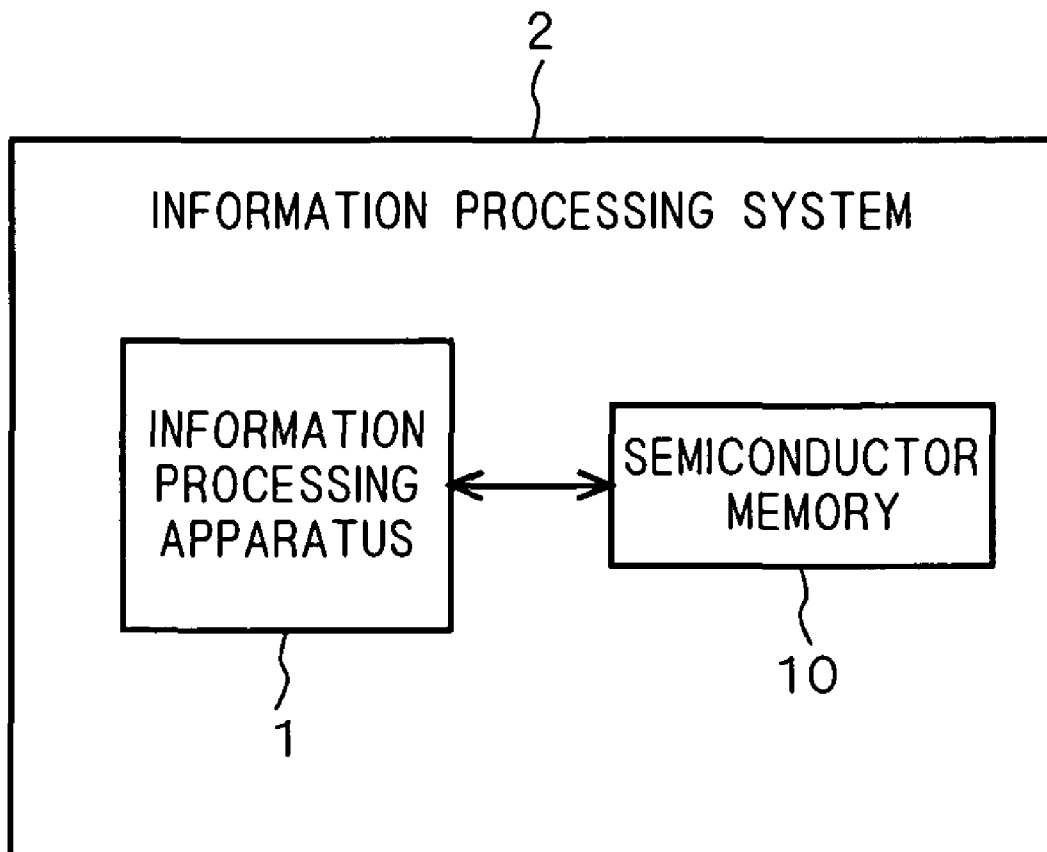 2
INFORMATION PROCESSING SYSTEM
INFORMATION
PROCESSING
APPARATUS
SEMICONDUCTOR
MEMORY
1
10